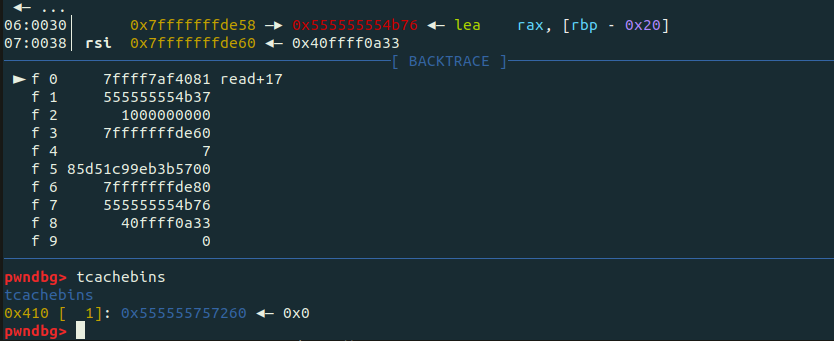 ← ...
06:0030│ 0x7fffffffde58 —▸ 0x555555554b76 ◂— lea rax, [rbp - 0x20]
07:0038│ rsi 0x7fffffffde60 ◂— 0x40ffff0a33
[ BACKTRACE ]
► f 0 7ffff7af4081 read+17
f 1 555555554b37
f 2 1000000000
f 3 7fffffffde60
f 4 7
f 5 85d51c99eb3b5700
f 6 7fffffffde80
f 7 555555554b76
f 8 40ffff0a33
f 9 0
pwndbg> tcachebins
tcachebins
0x410 [ 1]: 0x555555757260 ◂— 0x0
pwndbg>